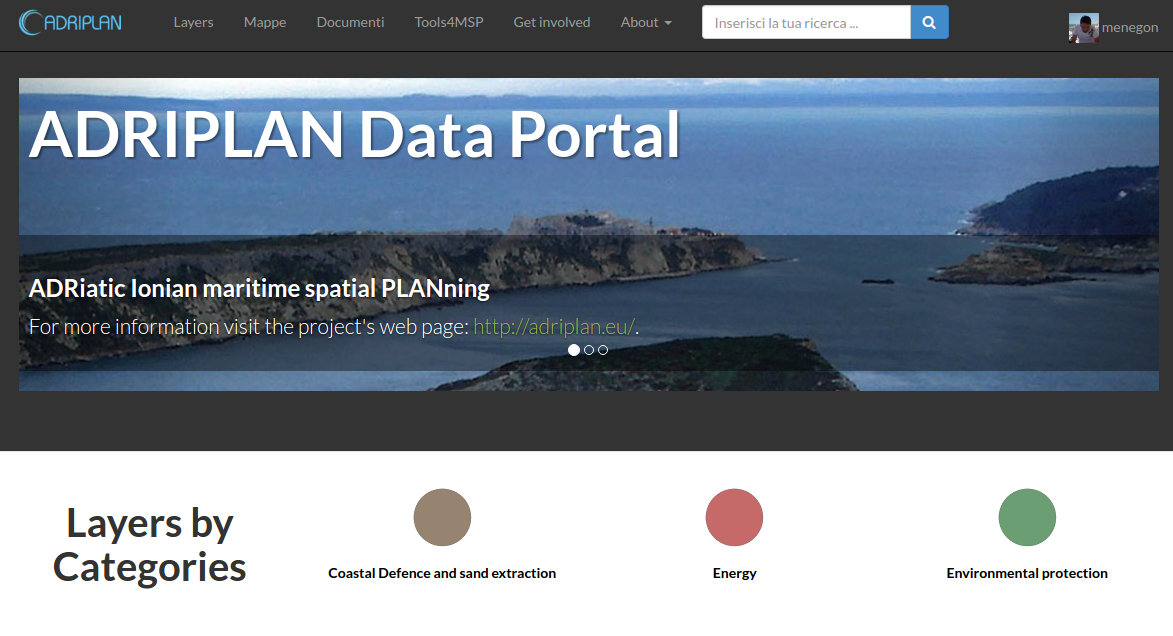 ADRIPLAN
Layers
Mappe
Documenti
Tools4MSP
Get involved
About
Inserisci la tua ricerca ...
menegon
ADRIPLAN Data Portal
ADRiatic Ionian maritime spatial PLANning
For more information visit the project's web page: http://adriplan.eu/.
Layers by
Categories
Coastal Defence and sand extraction
Energy
Environmental protection